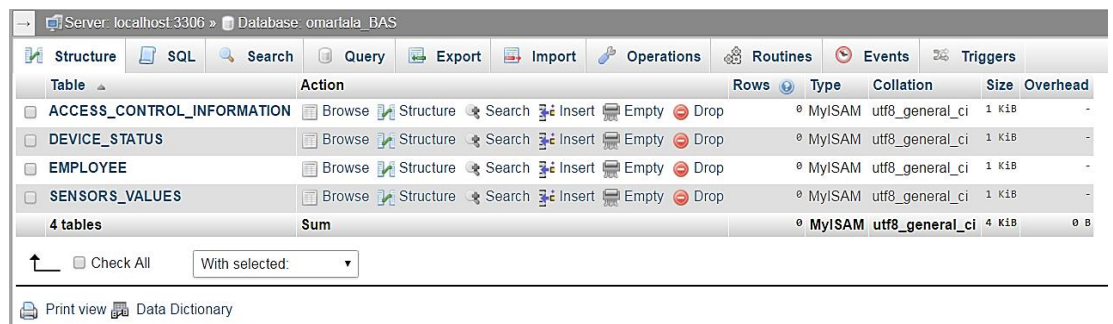 Server: localhost:3306 » Database: omartala_BAS
Structure SQL Search Query Export Import Operations Routines Events Triggers
Table Action Rows Type Collation Size Overhead
ACCESS_CONTROL_INFORMATION Browse Structure Search Insert Empty Drop 0 MyISAM utf8_general_ci 1 KiB -
DEVICE_STATUS Browse Structure Search Insert Empty Drop 0 MyISAM utf8_general_ci 1 KiB -
EMPLOYEE Browse Structure Search Insert Empty Drop 0 MyISAM utf8_general_ci 1 KiB -
SENSORS_VALUES Browse Structure Search Insert Empty Drop 0 MyISAM utf8_general_ci 1 KiB -
4 tables Sum 0 MyISAM utf8_general_ci 4 KiB 0 B
Check All With selected:
Print view Data Dictionary